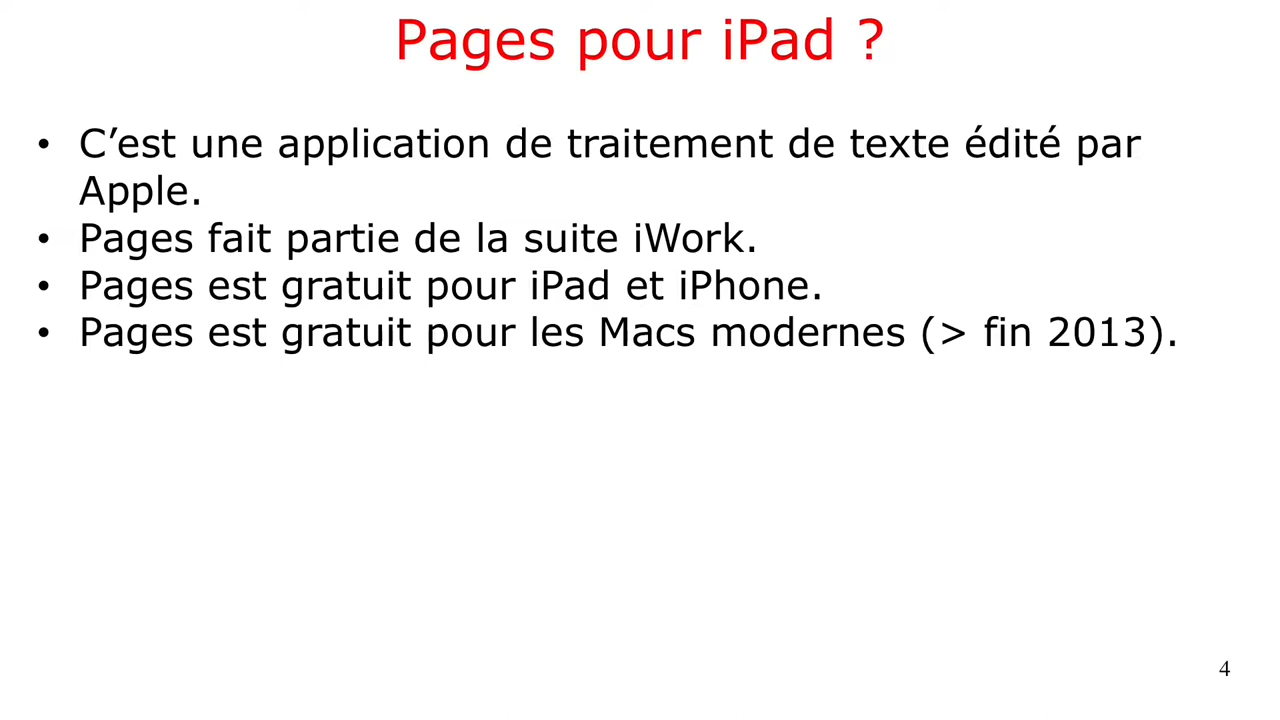 Pages pour iPad ?
• C’est une application de traitement de texte édité par
Apple.
• Pages fait partie de la suite iWork.
• Pages est gratuit pour iPad et iPhone.
• Pages est gratuit pour les Macs modernes (> fin 2013).
4